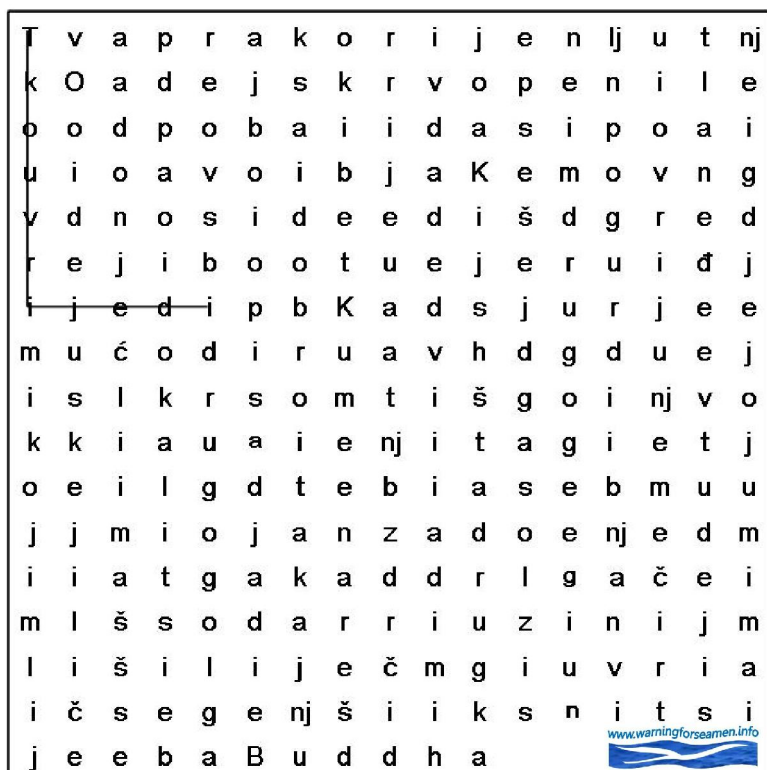 T v a p r a k o r i j e n lj u t nj
k O a d e j s k r v o p e n i l e
o o d p o b a i i d a s i p o a i
u i o a v o i b j a K e m o v n g
v d n o s i d e e d i š d g r e d
r e j i b o o t u e j e r u i đ j
i j e d i p b K a d s j u r j e e
m u ć o d i r u a v h d g d u e j
i s l k r s o m t i š g o i nj v o
k k i a u a i e nj i t a g i e t j
o e i l g d t e b i a s e b m u u
j j m i o j a n z a d o e nj e d m
i i a t g a k a d d r l g a č e i
m l š s o d a r r i u z i n i j m
l i š i l i j e č m g i u v r i a
i č s e g e nj š i i k s n i t s i
j e e b a B u d d h a
www.warningforseamen.info